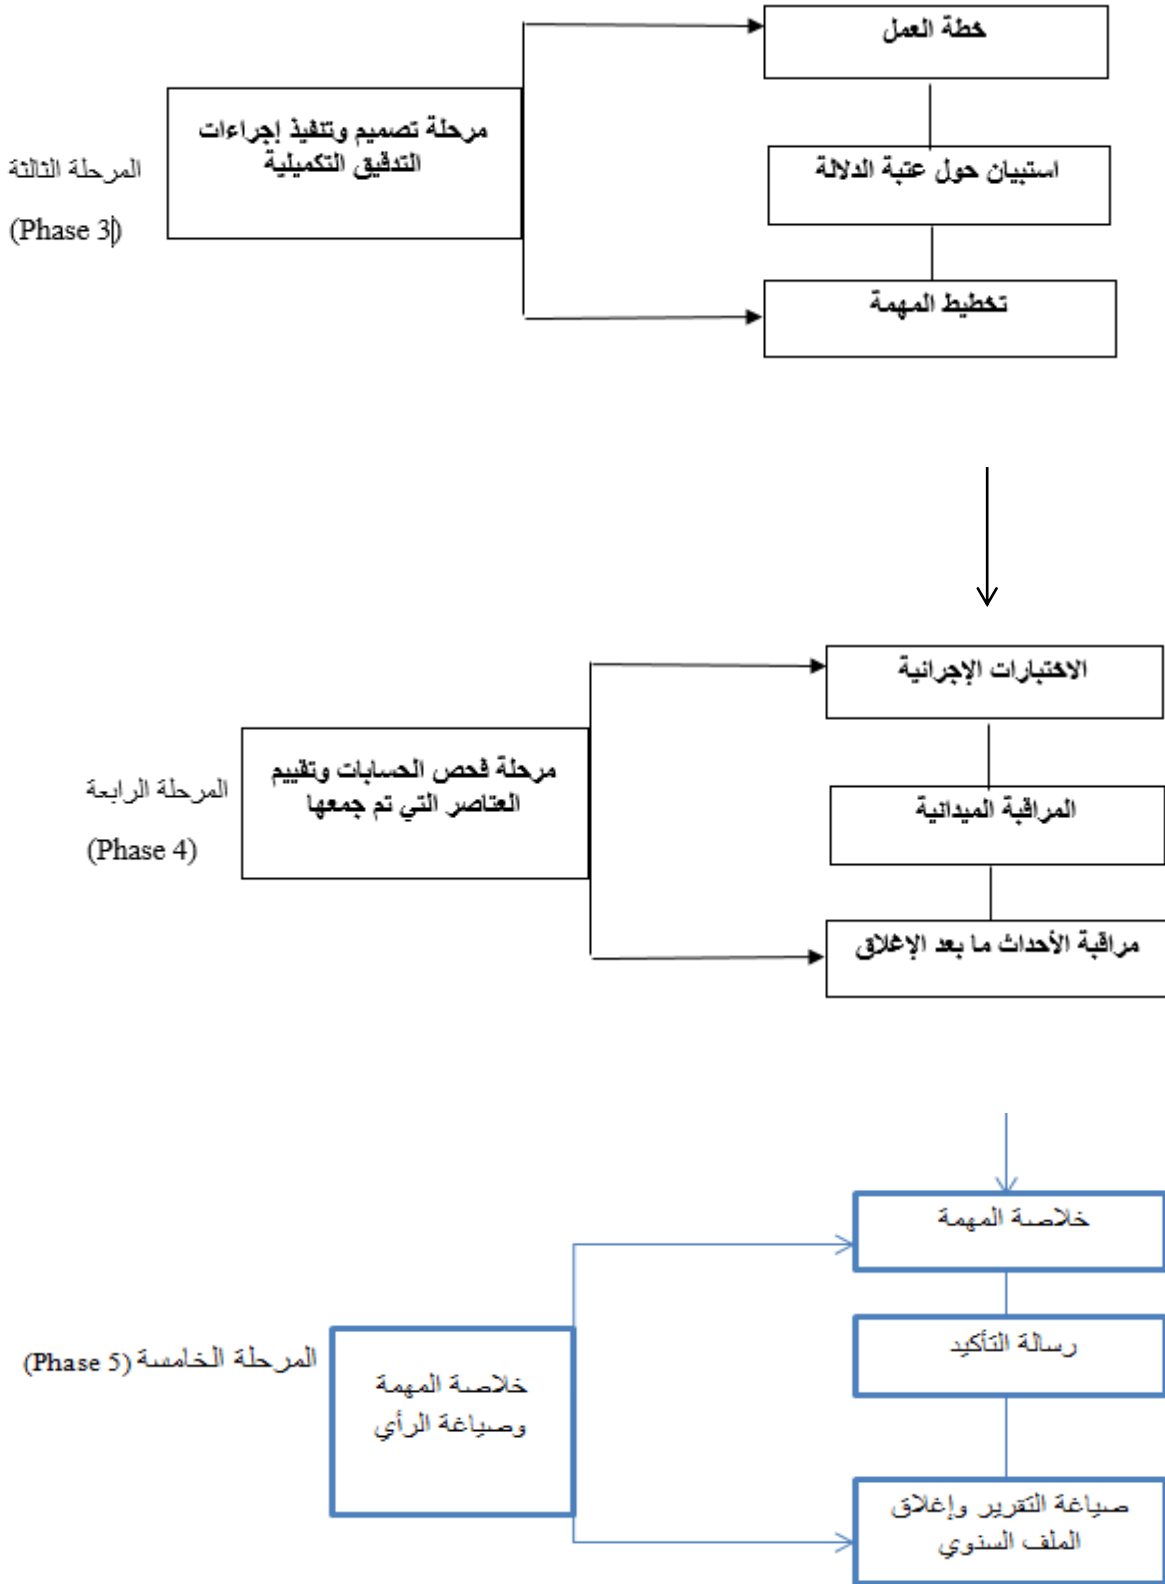 خطة العمل
مرحلة تصميم وتنفيذ إجراءات
التدقيق التكميلية
المرحلة الثالثة
(Phase 3)
استبيان حول عتبة الدلالة
تخطيط المهمة
الاختبارات الإجرائية
مرحلة فحص الحسابات وتقييم
العناصر التي تم جمعها
المرحلة الرابعة
(Phase 4)
المراقبة الميدانية
مراقبة الأحداث ما بعد الإغلاق
خلاصة المهمة
المرحلة الخامسة (Phase 5)
خلاصة المهمة
وصياغة الرأي
رسالة التأكيد
صياغة التقرير وإغلاق
الملف السنوي